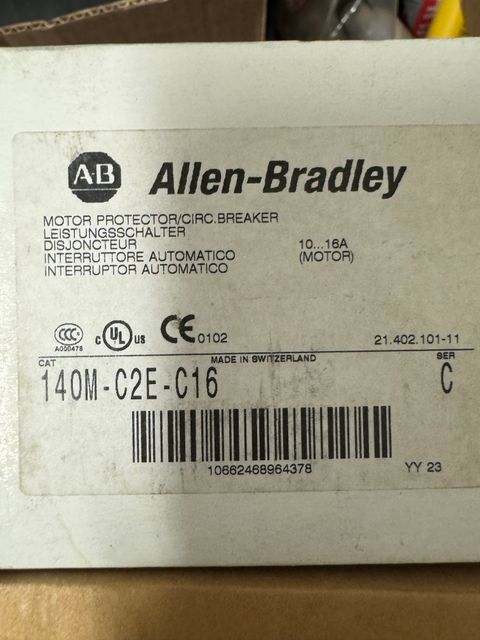 AB Allen-Bradley
MOTOR PROTECTOR/CIRC.BREAKER
LEISTUNGSSCHALTER
DISJONCTEUR 10...16A
INTERRUTTORE AUTOMATICO (MOTOR)
INTERRUPTOR AUTOMATICO
CCC c UL US CE 0102 21.402.101-11
A000478
CAT MADE IN SWITZERLAND SER
140M-C2E-C16 C
10662468964378 YY 23